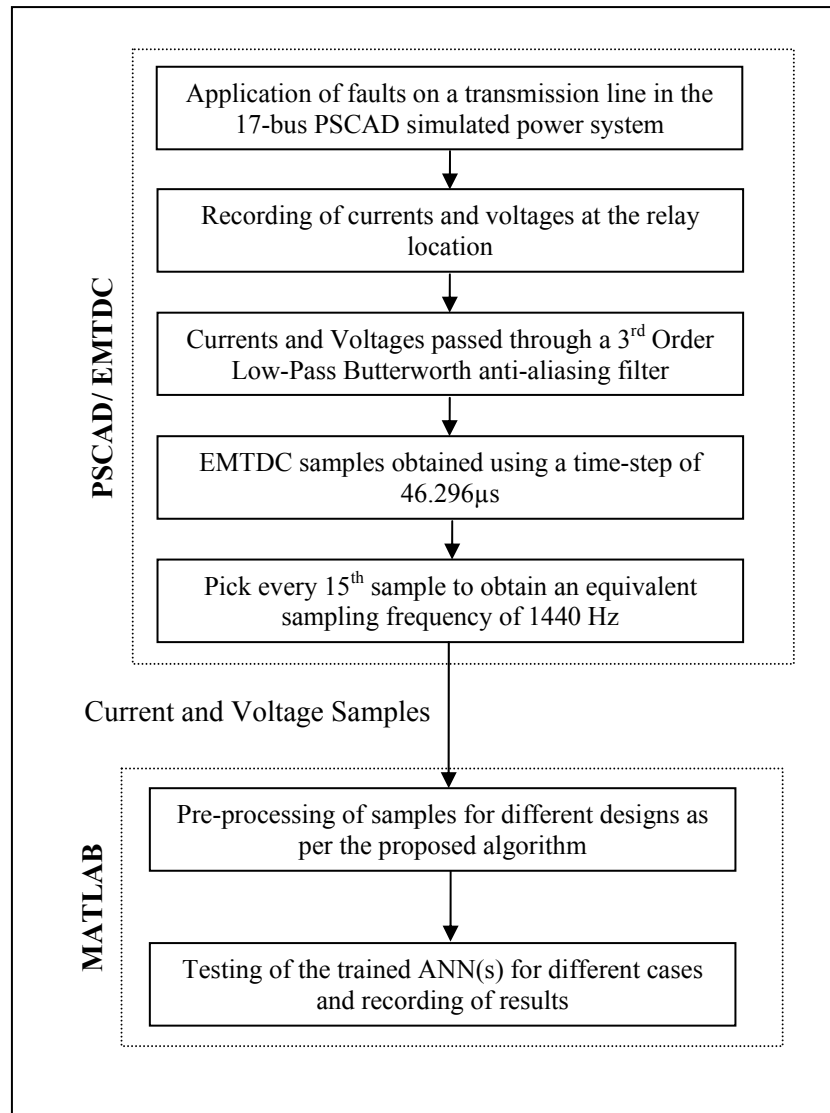 PSCAD/ EMTDC
Application of faults on a transmission line in the
17-bus PSCAD simulated power system
Recording of currents and voltages at the relay
location
Currents and Voltages passed through a 3rd Order
Low-Pass Butterworth anti-aliasing filter
EMTDC samples obtained using a time-step of
46.296µs
Pick every 15th sample to obtain an equivalent
sampling frequency of 1440 Hz
Current and Voltage Samples
MATLAB
Pre-processing of samples for different designs as
per the proposed algorithm
Testing of the trained ANN(s) for different cases
and recording of results